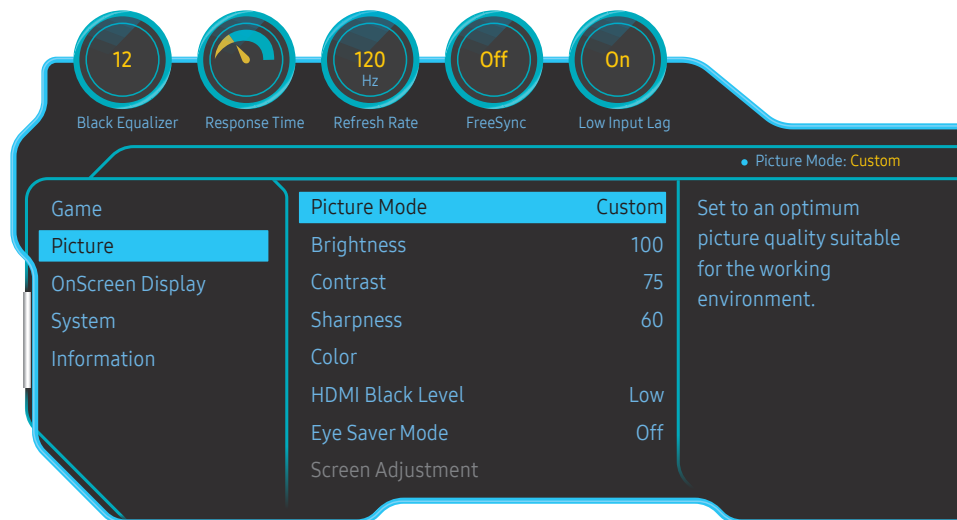 12
120
Hz
Off
On
Black Equalizer
Response Time
Refresh Rate
FreeSync
Low Input Lag
Picture Mode: Custom
Game
Picture
OnScreen Display
System
Information
Picture Mode Custom
Brightness 100
Contrast 75
Sharpness 60
Color
HDMI Black Level Low
Eye Saver Mode Off
Screen Adjustment
Set to an optimum
picture quality suitable
for the working
environment.